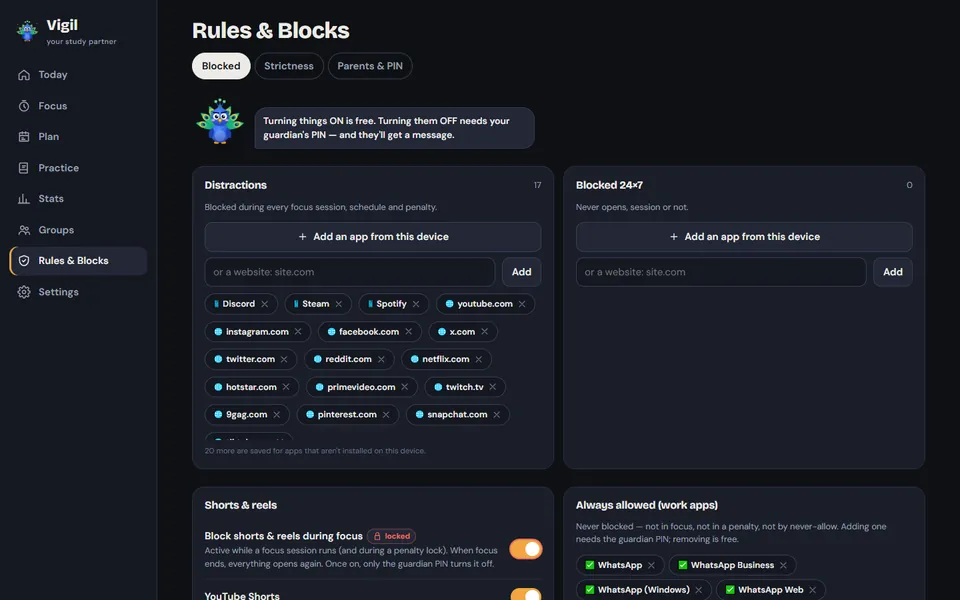 Vigil
your study partner
Today
Focus
Plan
Practice
Stats
Groups
Rules & Blocks
Settings
Rules & Blocks
Blocked
Strictness
Parents & PIN
Turning things ON is free. Turning them OFF needs your
guardian's PIN — and they'll get a message.
Distractions
17
Blocked during every focus session, schedule and penalty.
+ Add an app from this device
or a website: site.com
Add
Discord × Steam × Spotify × youtube.com ×
instagram.com × facebook.com × x.com ×
twitter.com × reddit.com × netflix.com ×
hotstar.com × primevideo.com × twitch.tv ×
9gag.com × pinterest.com × snapchat.com ×
20 more are saved for apps that aren't installed on this device.
Blocked 24×7
0
Never opens, session or not.
+ Add an app from this device
or a website: site.com
Add
Shorts & reels
Block shorts & reels during focus locked
Active while a focus session runs (and during a penalty lock). When focus
ends, everything opens again. Once on, only the guardian PIN turns it off.
YouTube Shorts
Always allowed (work apps)
Never blocked — not in focus, not in a penalty, not by never-allow. Adding one
needs the guardian PIN; removing is free.
WhatsApp × WhatsApp Business ×
WhatsApp (Windows) × WhatsApp Web ×